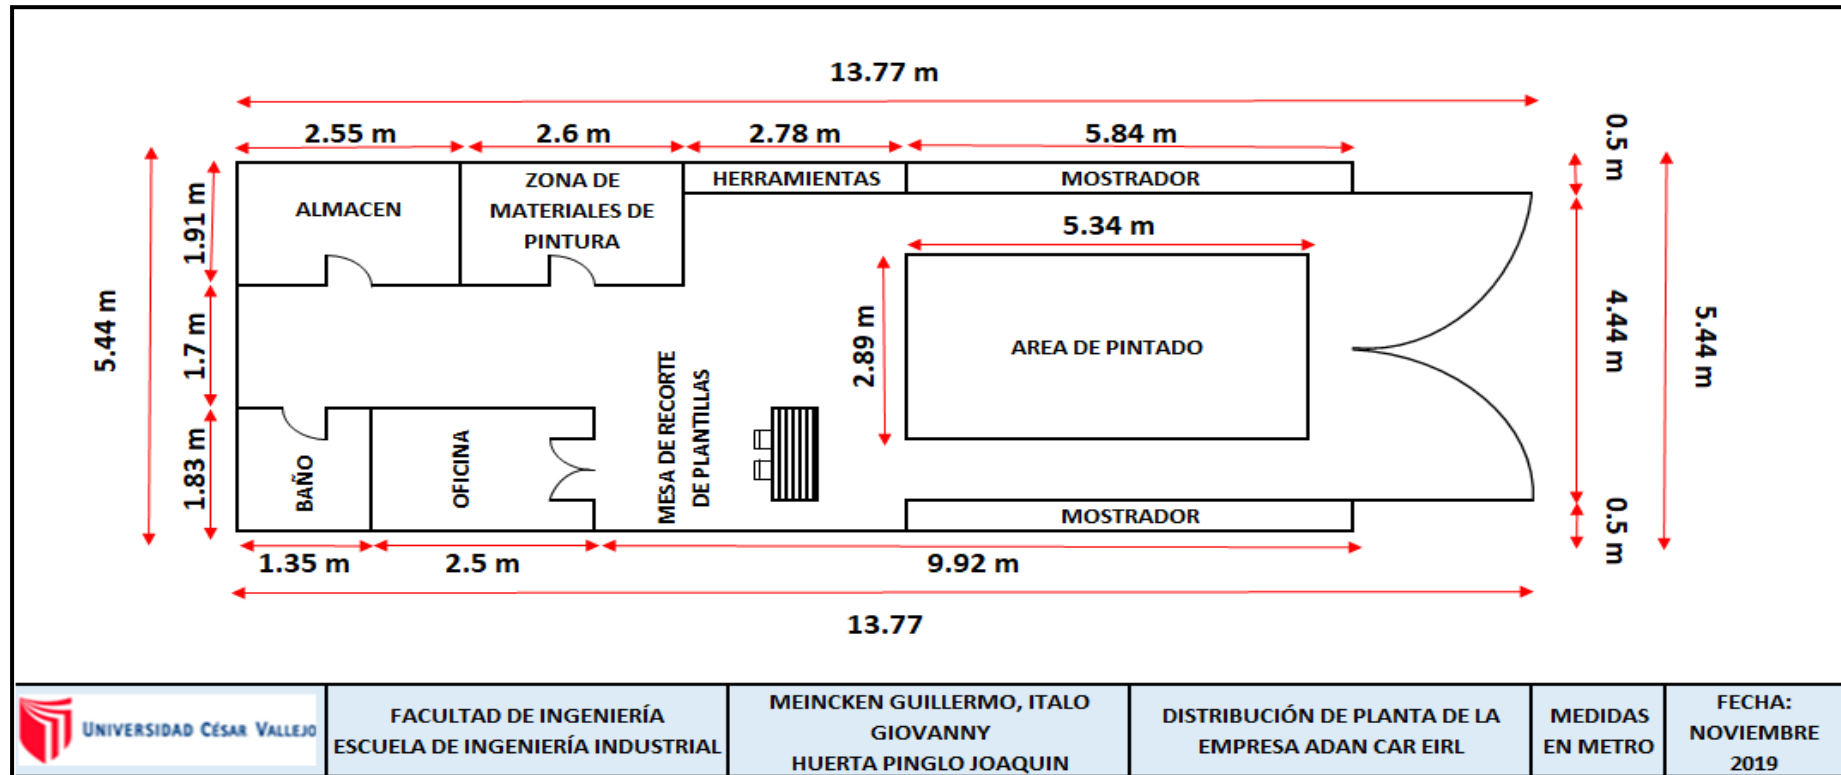 13.77 m
2.55 m
2.6 m
2.78 m
5.84 m
0.5 m
HERRAMIENTAS
MOSTRADOR
ZONA DE
MATERIALES DE
PINTURA
ALMACEN
1.91 m
5.34 m
5.44 m
1.7 m
2.89 m
AREA DE PINTADO
4.44 m
5.44 m
MESA DE RECORTE
DE PLANTILLAS
1.83 m
BAÑO
OFICINA
MOSTRADOR
0.5 m
1.35 m
2.5 m
9.92 m
13.77
UNIVERSIDAD CÉSAR VALLEJO
FACULTAD DE INGENIERÍA
ESCUELA DE INGENIERÍA INDUSTRIAL
MEINCKEN GUILLERMO, ITALO
GIOVANNY
HUERTA PINGLO JOAQUIN
DISTRIBUCIÓN DE PLANTA DE LA
EMPRESA ADAN CAR EIRL
MEDIDAS
EN METRO
FECHA:
NOVIEMBRE
2019